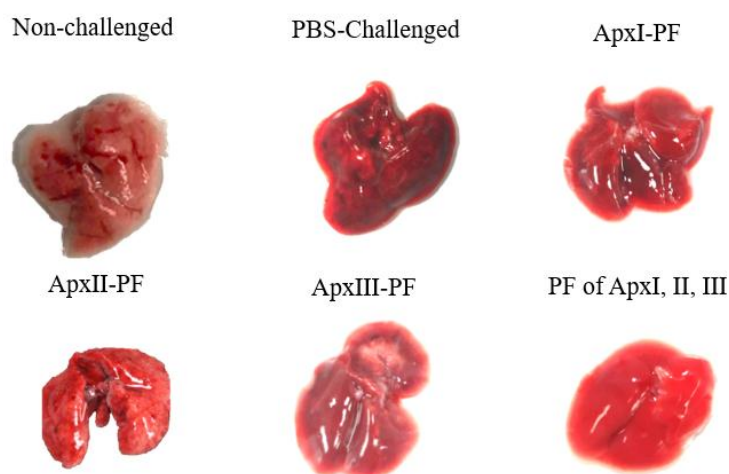 Non-challenged
PBS-Challenged
ApxI-PF
ApxII-PF
ApxIII-PF
PF of ApxI, II, III